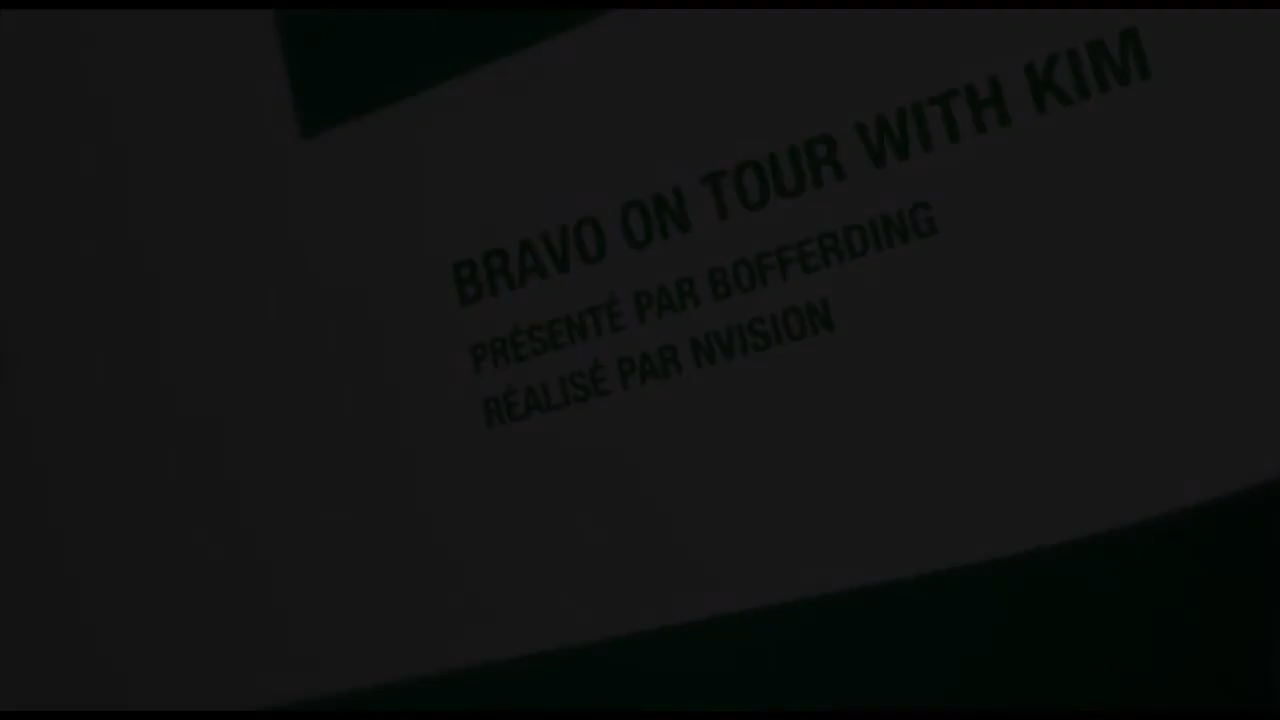 BRAVO ON TOUR WITH KIM
PRÉSENTÉ PAR BOFFERDING
RÉALISÉ PAR NVISION